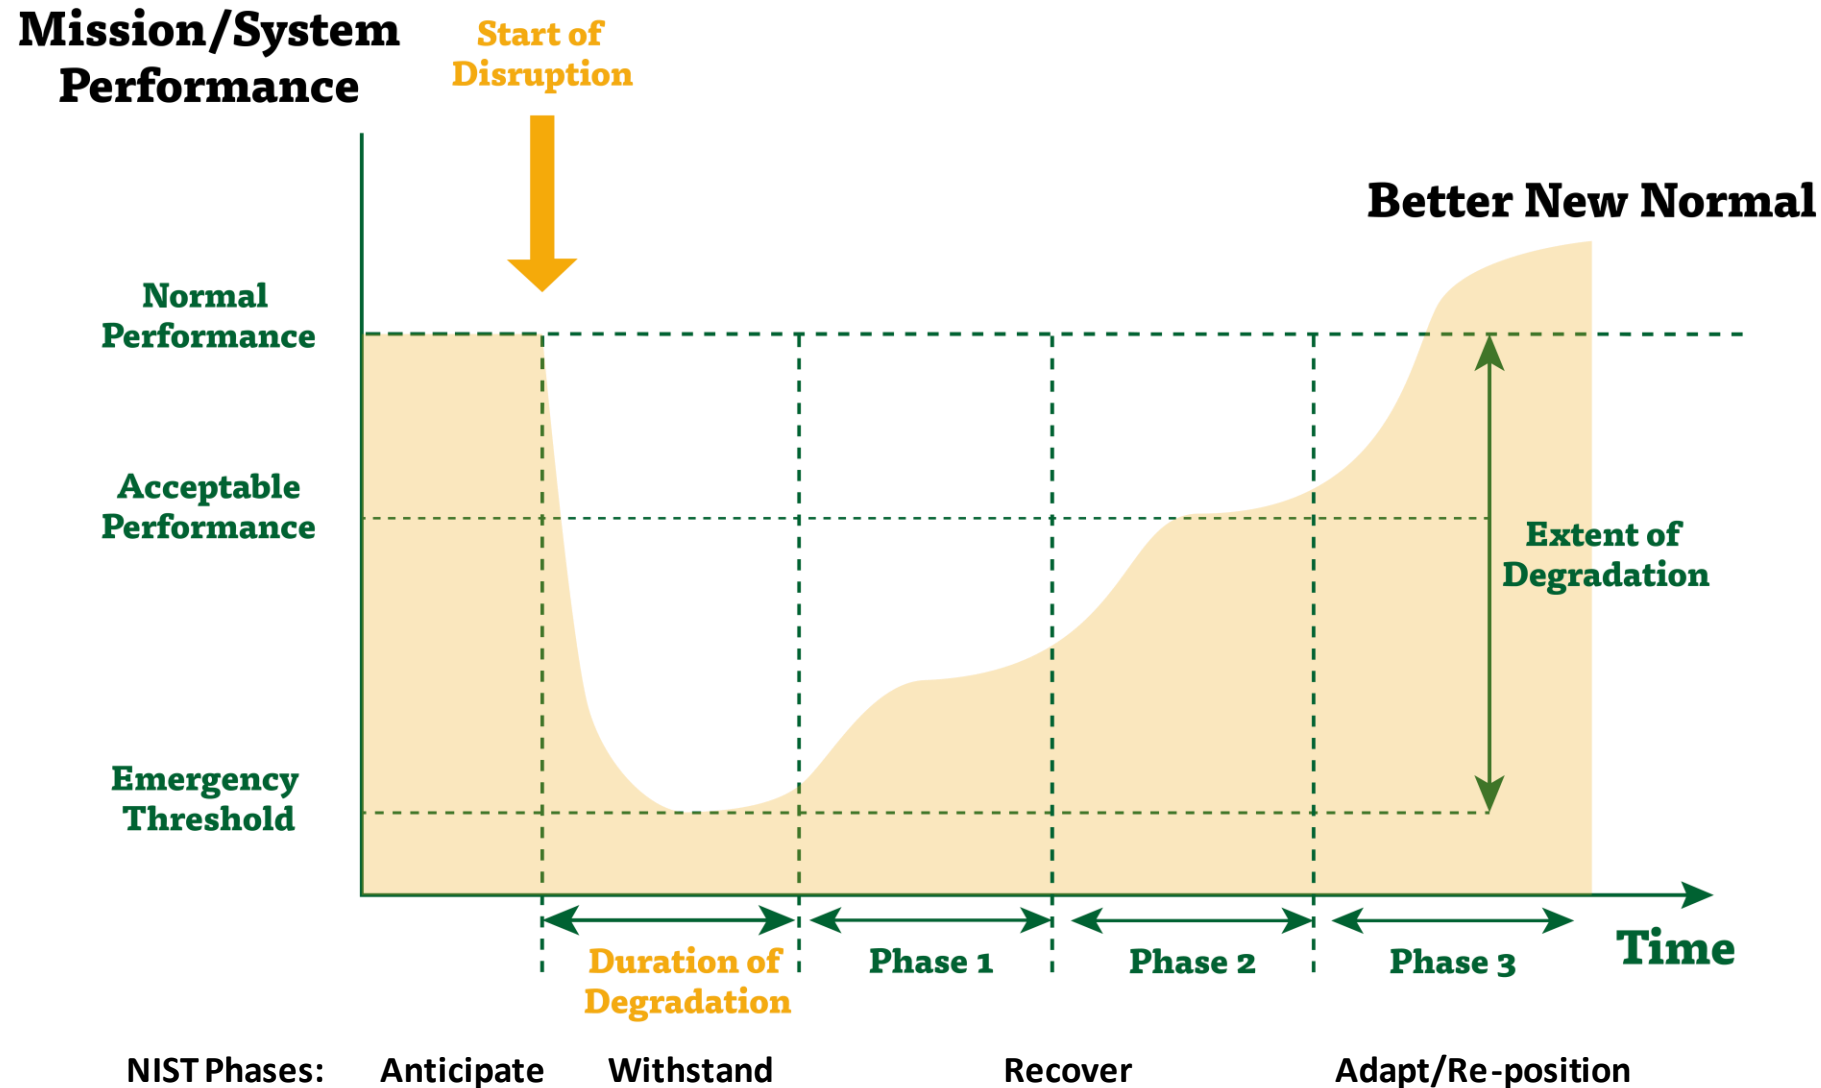 Mission/System
Performance
Start of
Disruption
Better New Normal
Normal
Performance
Acceptable
Performance
Extent of
Degradation
Emergency
Threshold
Duration of
Degradation
Phase 1
Phase 2
Phase 3
Time
NIST Phases: Anticipate Withstand Recover Adapt/Re-position